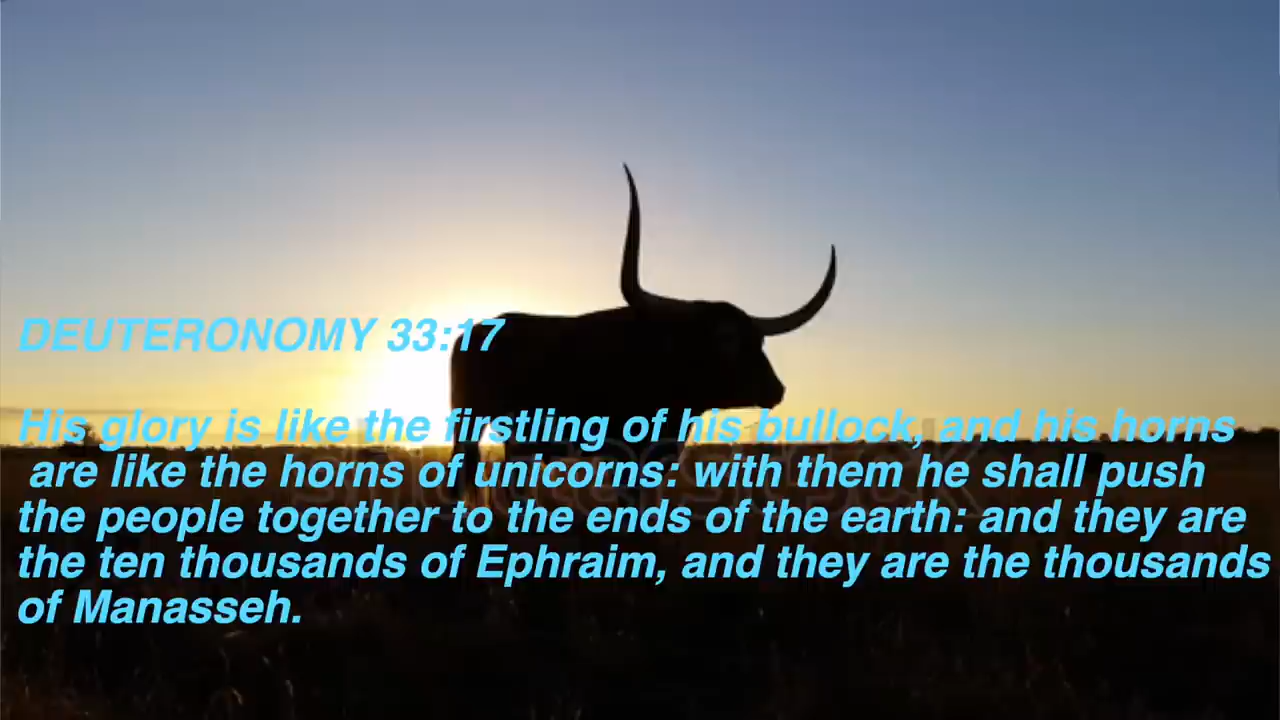 DEUTERONOMY 33:17
His glory is like the firstling of his bullock, and his horns
are like the horns of unicorns: with them he shall push
the people together to the ends of the earth: and they are
the ten thousands of Ephraim, and they are the thousands
of Manasseh.
shutterstock